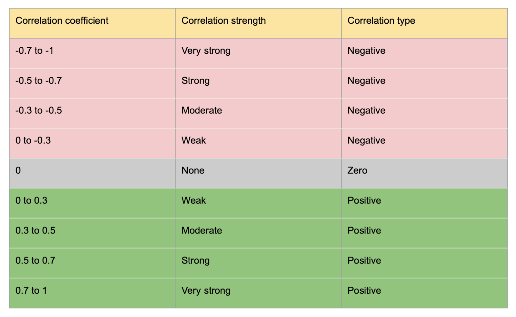 Correlation coefficient Correlation strength Correlation type
-0.7 to -1 Very strong Negative
-0.5 to -0.7 Strong Negative
-0.3 to -0.5 Moderate Negative
0 to -0.3 Weak Negative
0 None Zero
0 to 0.3 Weak Positive
0.3 to 0.5 Moderate Positive
0.5 to 0.7 Strong Positive
0.7 to 1 Very strong Positive